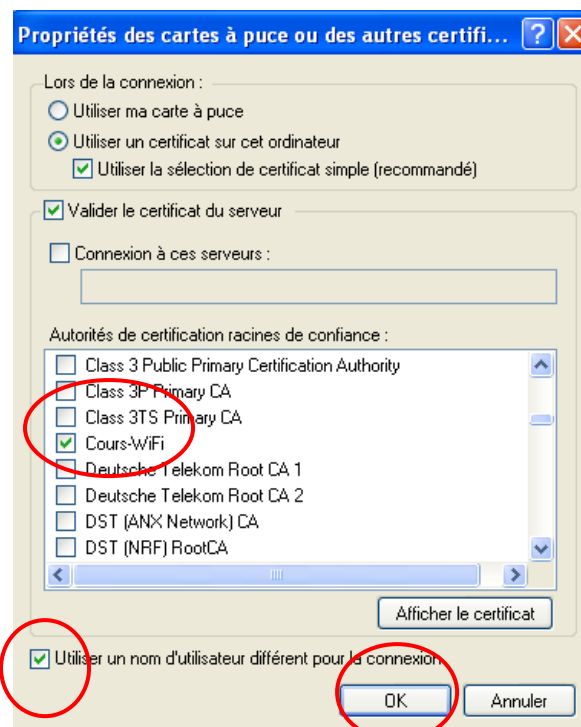 Propriétés des cartes à puce ou des autres certifi...
Lors de la connexion :
Utiliser ma carte à puce
Utiliser un certificat sur cet ordinateur
Utiliser la sélection de certificat simple (recommandé)
Valider le certificat du serveur
Connexion à ces serveurs :
Autorités de certification racines de confiance :
Class 3 Public Primary Certification Authority
Class 3P Primary CA
Class 3TS Primary CA
Cours-WiFi
Deutsche Telekom Root CA 1
Deutsche Telekom Root CA 2
DST (ANX Network) CA
DST (NRF) RootCA
Afficher le certificat
Utiliser un nom d'utilisateur différent pour la connexion
OK Annuler